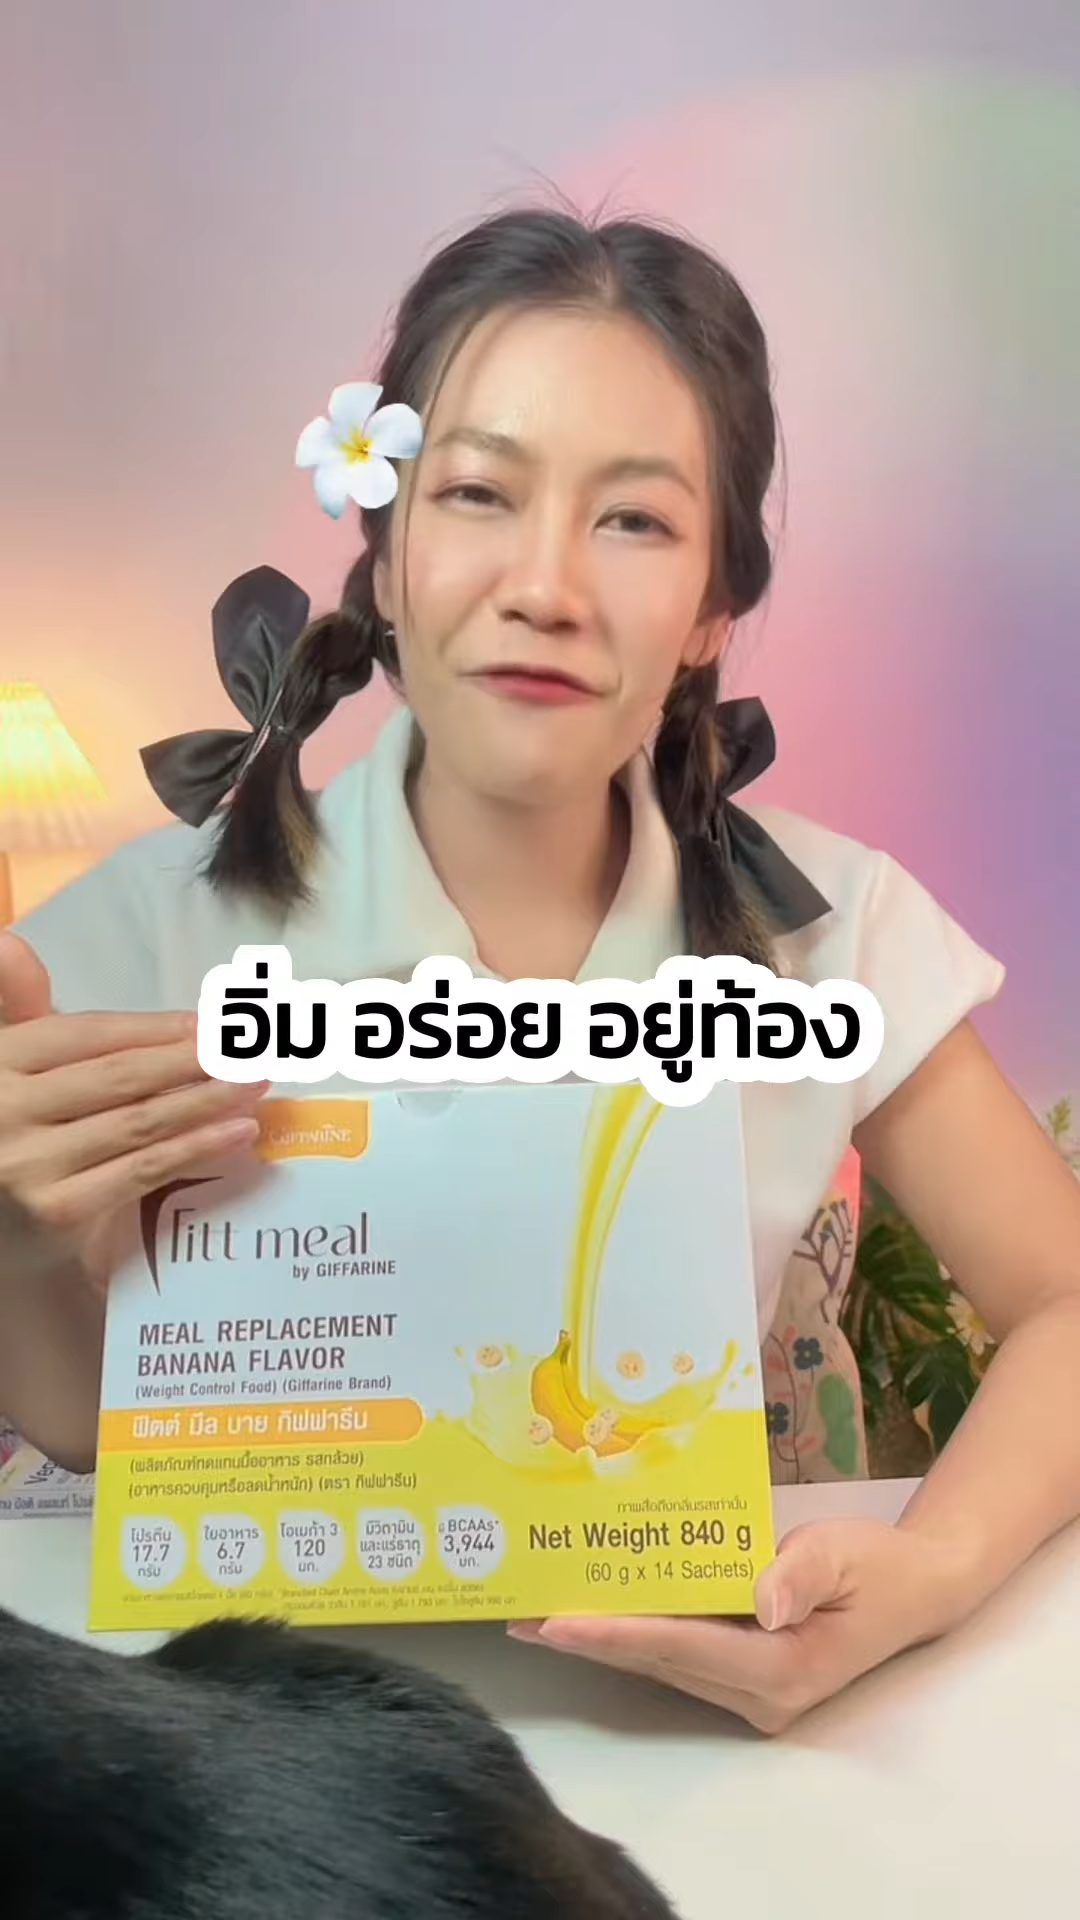 อิ่ม อร่อย อยู่ท้อง
GIFFARINE
Fitt meal
by GIFFARINE
MEAL REPLACEMENT
BANANA FLAVOR
(Weight Control Food) (Giffarine Brand)
ฟิตต์ มีล บาย กิฟฟารีน
(ผลิตภัณฑ์ทดแทนมื้ออาหาร รสกล้วย)
(อาหารควบคุมหรือลดน้ำหนัก) (ตรา กิฟฟารีน)
โปรตีน
17.7
กรัม
ใยอาหาร
6.7
กรัม
โอเมก้า 3
120
มก.
มีวิตามิน
และแร่ธาตุ
23 ชนิด
มี BCAAs*
3,944
มก.
ภาพสื่อถึงกลิ่นรสเท่านั้น
Net Weight 840 g
(60 g x 14 Sachets)